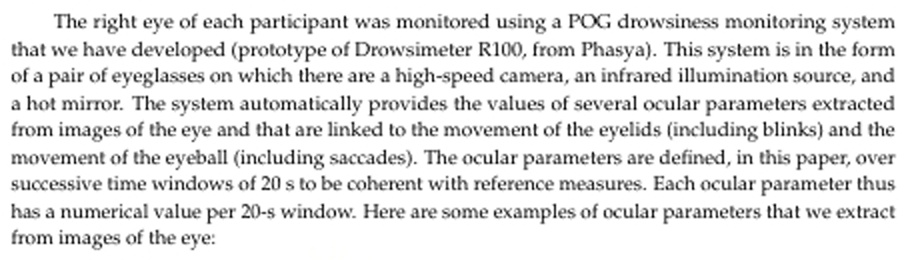 The right eye of each participant was monitored using a POG drowsiness monitoring system
that we have developed (prototype of Drowsimeter R100, from Phasya). This system is in the form
of a pair of eyeglasses on which there are a high-speed camera, an infrared illumination source, and
a hot mirror. The system automatically provides the values of several ocular parameters extracted
from images of the eye and that are linked to the movement of the eyelids (including blinks) and the
movement of the eyeball (including saccades). The ocular parameters are defined, in this paper, over
successive time windows of 20 s to be coherent with reference measures. Each ocular parameter thus
has a numerical value per 20-s window. Here are some examples of ocular parameters that we extract
from images of the eye: